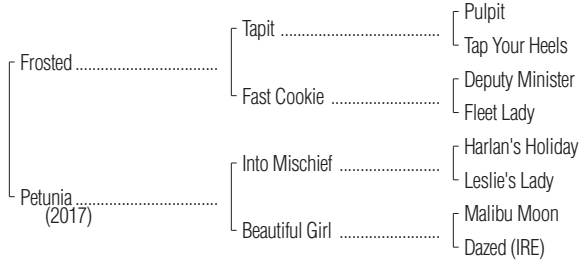 Pulpit
Tapit ................................
Tap Your Heels
Frosted ...................................
Deputy Minister
Fast Cookie ..........................
Fleet Lady
Harlan's Holiday
Into Mischief ........................
Leslie's Lady
Petunia ...................................
(2017)
Malibu Moon
Beautiful Girl ........................
Dazed (IRE)